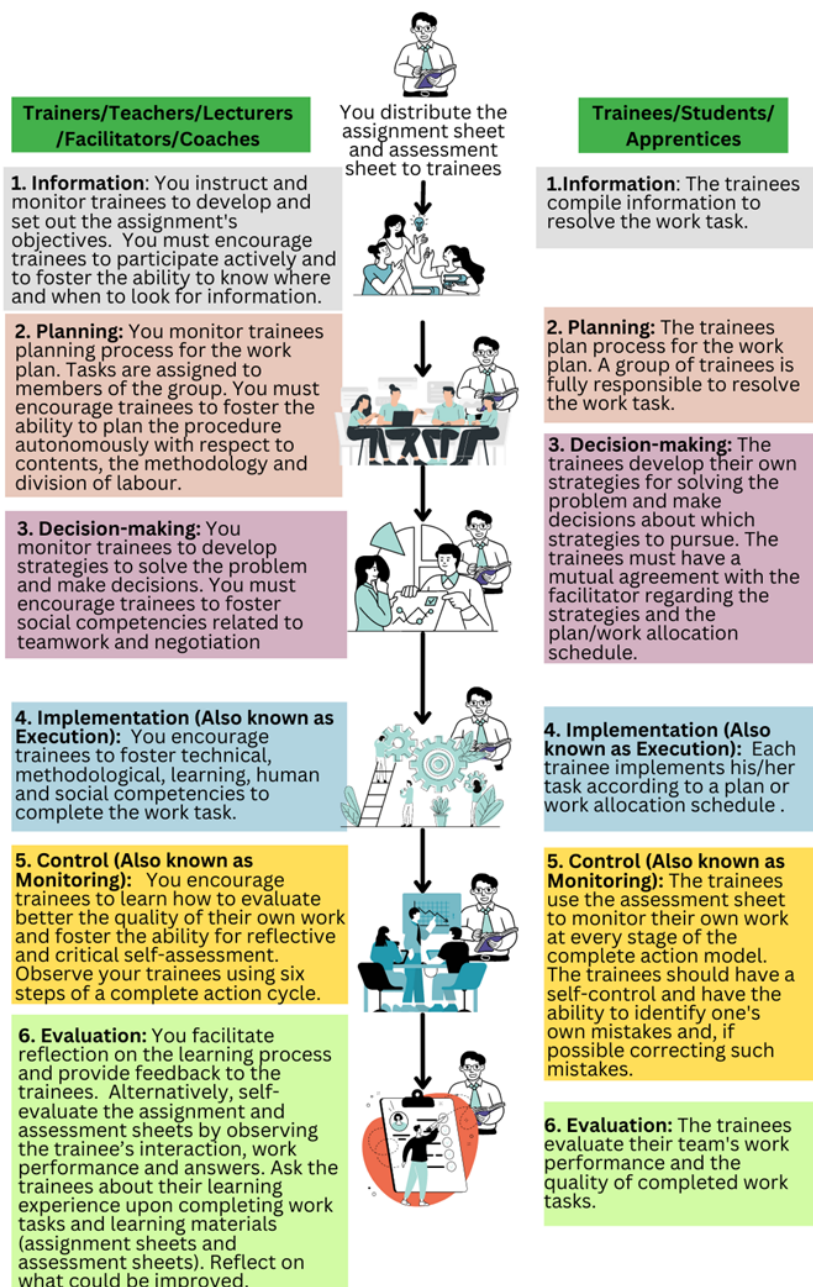 You distribute the
assignment sheet
and assessment
sheet to trainees
Trainers/Teachers/Lecturers
/Facilitators/Coaches
1. Information: You instruct and
monitor trainees to develop and
set out the assignment's
objectives. You must encourage
trainees to participate actively and
to foster the ability to know where
and when to look for information.
2. Planning: You monitor trainees
planning process for the work
plan. Tasks are assigned to
members of the group. You must
encourage trainees to foster the
ability to plan the procedure
autonomously with respect to
contents, the methodology and
division of labour.
3. Decision-making: You
monitor trainees to develop
strategies to solve the problem
and make decisions. You must
encourage trainees to foster
social competencies related to
teamwork and negotiation
4. Implementation (Also known as
Execution): You encourage
trainees to foster technical,
methodological, learning, human
and social competencies to
complete the work task.
5. Control (Also known as
Monitoring): You encourage
trainees to learn how to evaluate
better the quality of their own work
and foster the ability for reflective
and critical self-assessment.
Observe your trainees using six
steps of a complete action cycle.
6. Evaluation: You facilitate
reflection on the learning process
and provide feedback to the
trainees. Alternatively, self-
evaluate the assignment and
assessment sheets by observing
the trainee's interaction, work
performance and answers. Ask the
trainees about their learning
experience upon completing work
tasks and learning materials
(assignment sheets and
assessment sheets). Reflect on
what could be improved.
Trainees/Students/
Apprentices
1.Information: The trainees
compile information to
resolve the work task.
2. Planning: The trainees
plan process for the work
plan. A group of trainees is
fully responsible to resolve
the work task.
3. Decision-making: The
trainees develop their own
strategies for solving the
problem and make
decisions about which
strategies to pursue. The
trainees must have a
mutual agreement with the
facilitator regarding the
strategies and the
plan/work allocation
schedule.
4. Implementation (Also
known as Execution): Each
trainee implements his/her
task according to a plan or
work allocation schedule .
5. Control (Also known as
Monitoring): The trainees
use the assessment sheet
to monitor their own work
at every stage of the
complete action model.
The trainees should have a
self-control and have the
ability to identify one's
own mistakes and, if
possible correcting such
mistakes.
6. Evaluation: The trainees
evaluate their team's work
performance and the
quality of completed work
tasks.